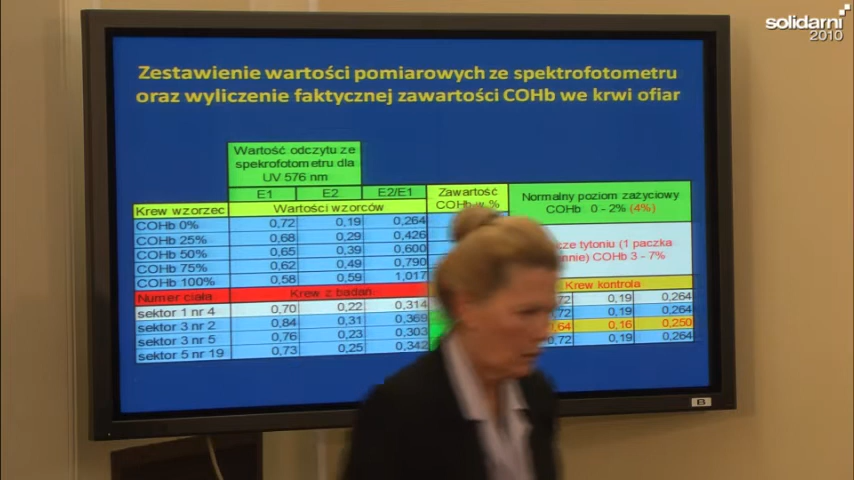 solidarni
2010
Zestawienie wartości pomiarowych ze spektrofotometru
oraz wyliczenie faktycznej zawartości COHb we krwi ofiar
Wartość odczytu ze
spekrofotometru dla
UV 576 nm
E1 E2 E2/E1 Zawartość
COHb w %
Normalny poziom zażyciowy
COHb 0 - 2% (4%)
Krew wzorzec Wartości wzorców
COHb 0% 0,72 0,19 0,264
COHb 25% 0,68 0,29 0,426
COHb 50% 0,65 0,39 0,600
COHb 75% 0,62 0,49 0,790
COHb 100% 0,58 0,59 1,017
tytoniu (1 paczka
COHb 3 - 7%
Numer ciała Krew z badań Krew kontrola
sektor 1 nr 4 0,70 0,22 0,314 0,19 0,264
sektor 3 nr 2 0,84 0,31 0,369 0,19 0,264
sektor 3 nr 5 0,76 0,23 0,303 0,16 0,250
sektor 5 nr 19 0,73 0,25 0,342 0,19 0,264
B